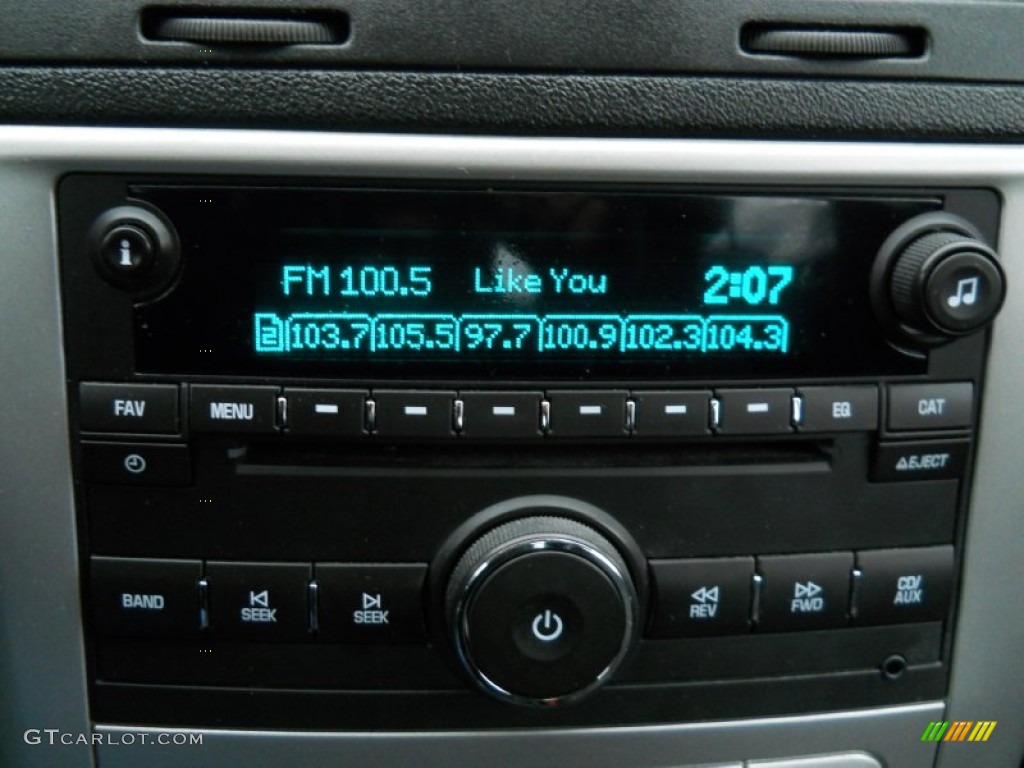 i
FM 100.5 Like You 2:07
2 103.7 105.5 97.7 100.9 102.3 104.3
FAV MENU EQ CAT
EJECT
BAND SEEK SEEK REV FWD CD/
AUX
GTCARLOT.COM